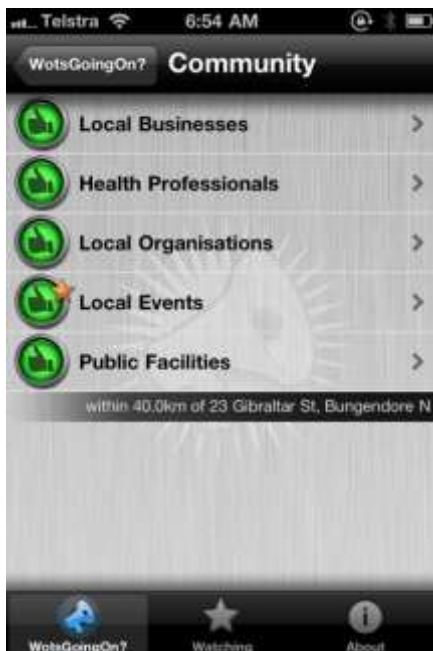 Telstra 6:54 AM
WotsGoingOn? Community
Local Businesses
Health Professionals
Local Organisations
Local Events
Public Facilities
within 40.0km of 23 Gibraltar St, Bungendore N
WotsGoingOn? Watching About